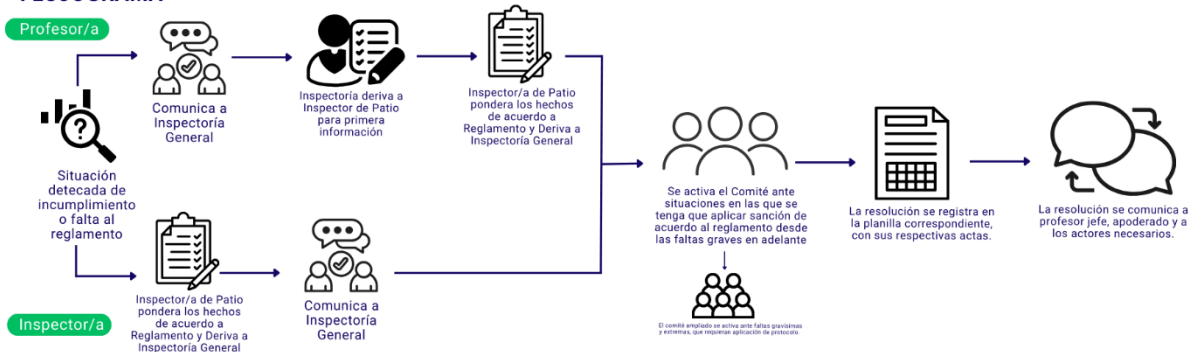 FLUJOGRAMA
Profesor/a
Comunica a
Inspectoría
General
Inspectoría deriva a
Inspector de Patio
para primera
información
Inspector/a de Patio
pondera los hechos
de acuerdo a
Reglamento y Deriva a
Inspectoría General
?
Situación
detecada de
incumplimiento
o falta al
reglamento
Se activa el Comité ante
situaciones en las que se
tenga que aplicar sanción de
acuerdo al reglamento desde
las faltas graves en adelante
La resolución se registra en
la planilla correspondiente,
con sus respectivas actas.
La resolución se comunica a
profesor jefe, apoderado y a
los actores necesarios.
Inspector/a
Inspector/a de Patio
pondera los hechos
de acuerdo a
Reglamento y Deriva a
Inspectoría General
Comunica a
Inspectoría
General
El comité ampliado se activa ante faltas gravísimas
y extremas, que requieran aplicación de protocolo.